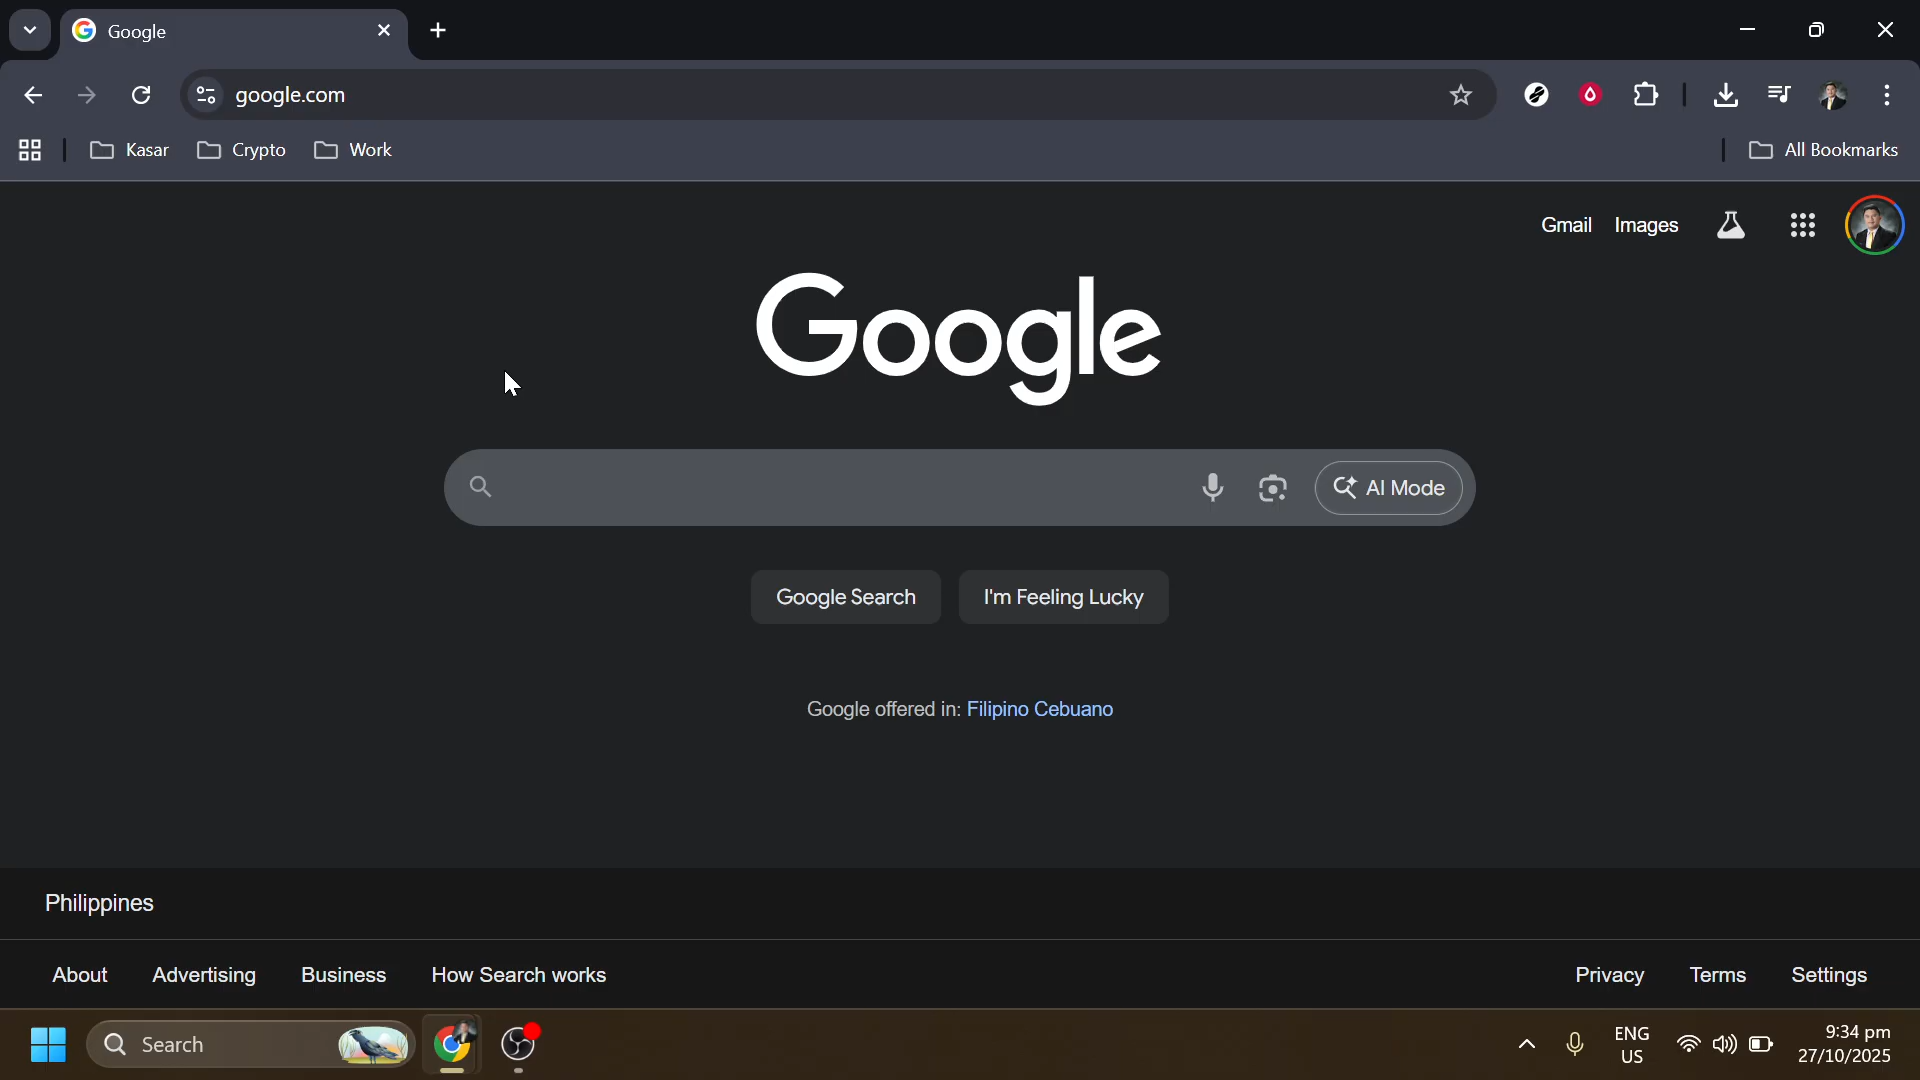 Google
google.com
Kasar
Crypto
Work
All Bookmarks
Gmail
Images
Google
AI Mode
Google Search
I'm Feeling Lucky
Google offered in: Filipino Cebuano
Philippines
About
Advertising
Business
How Search works
Privacy
Terms
Settings
Search
ENG
US
9:34 pm
27/10/2025